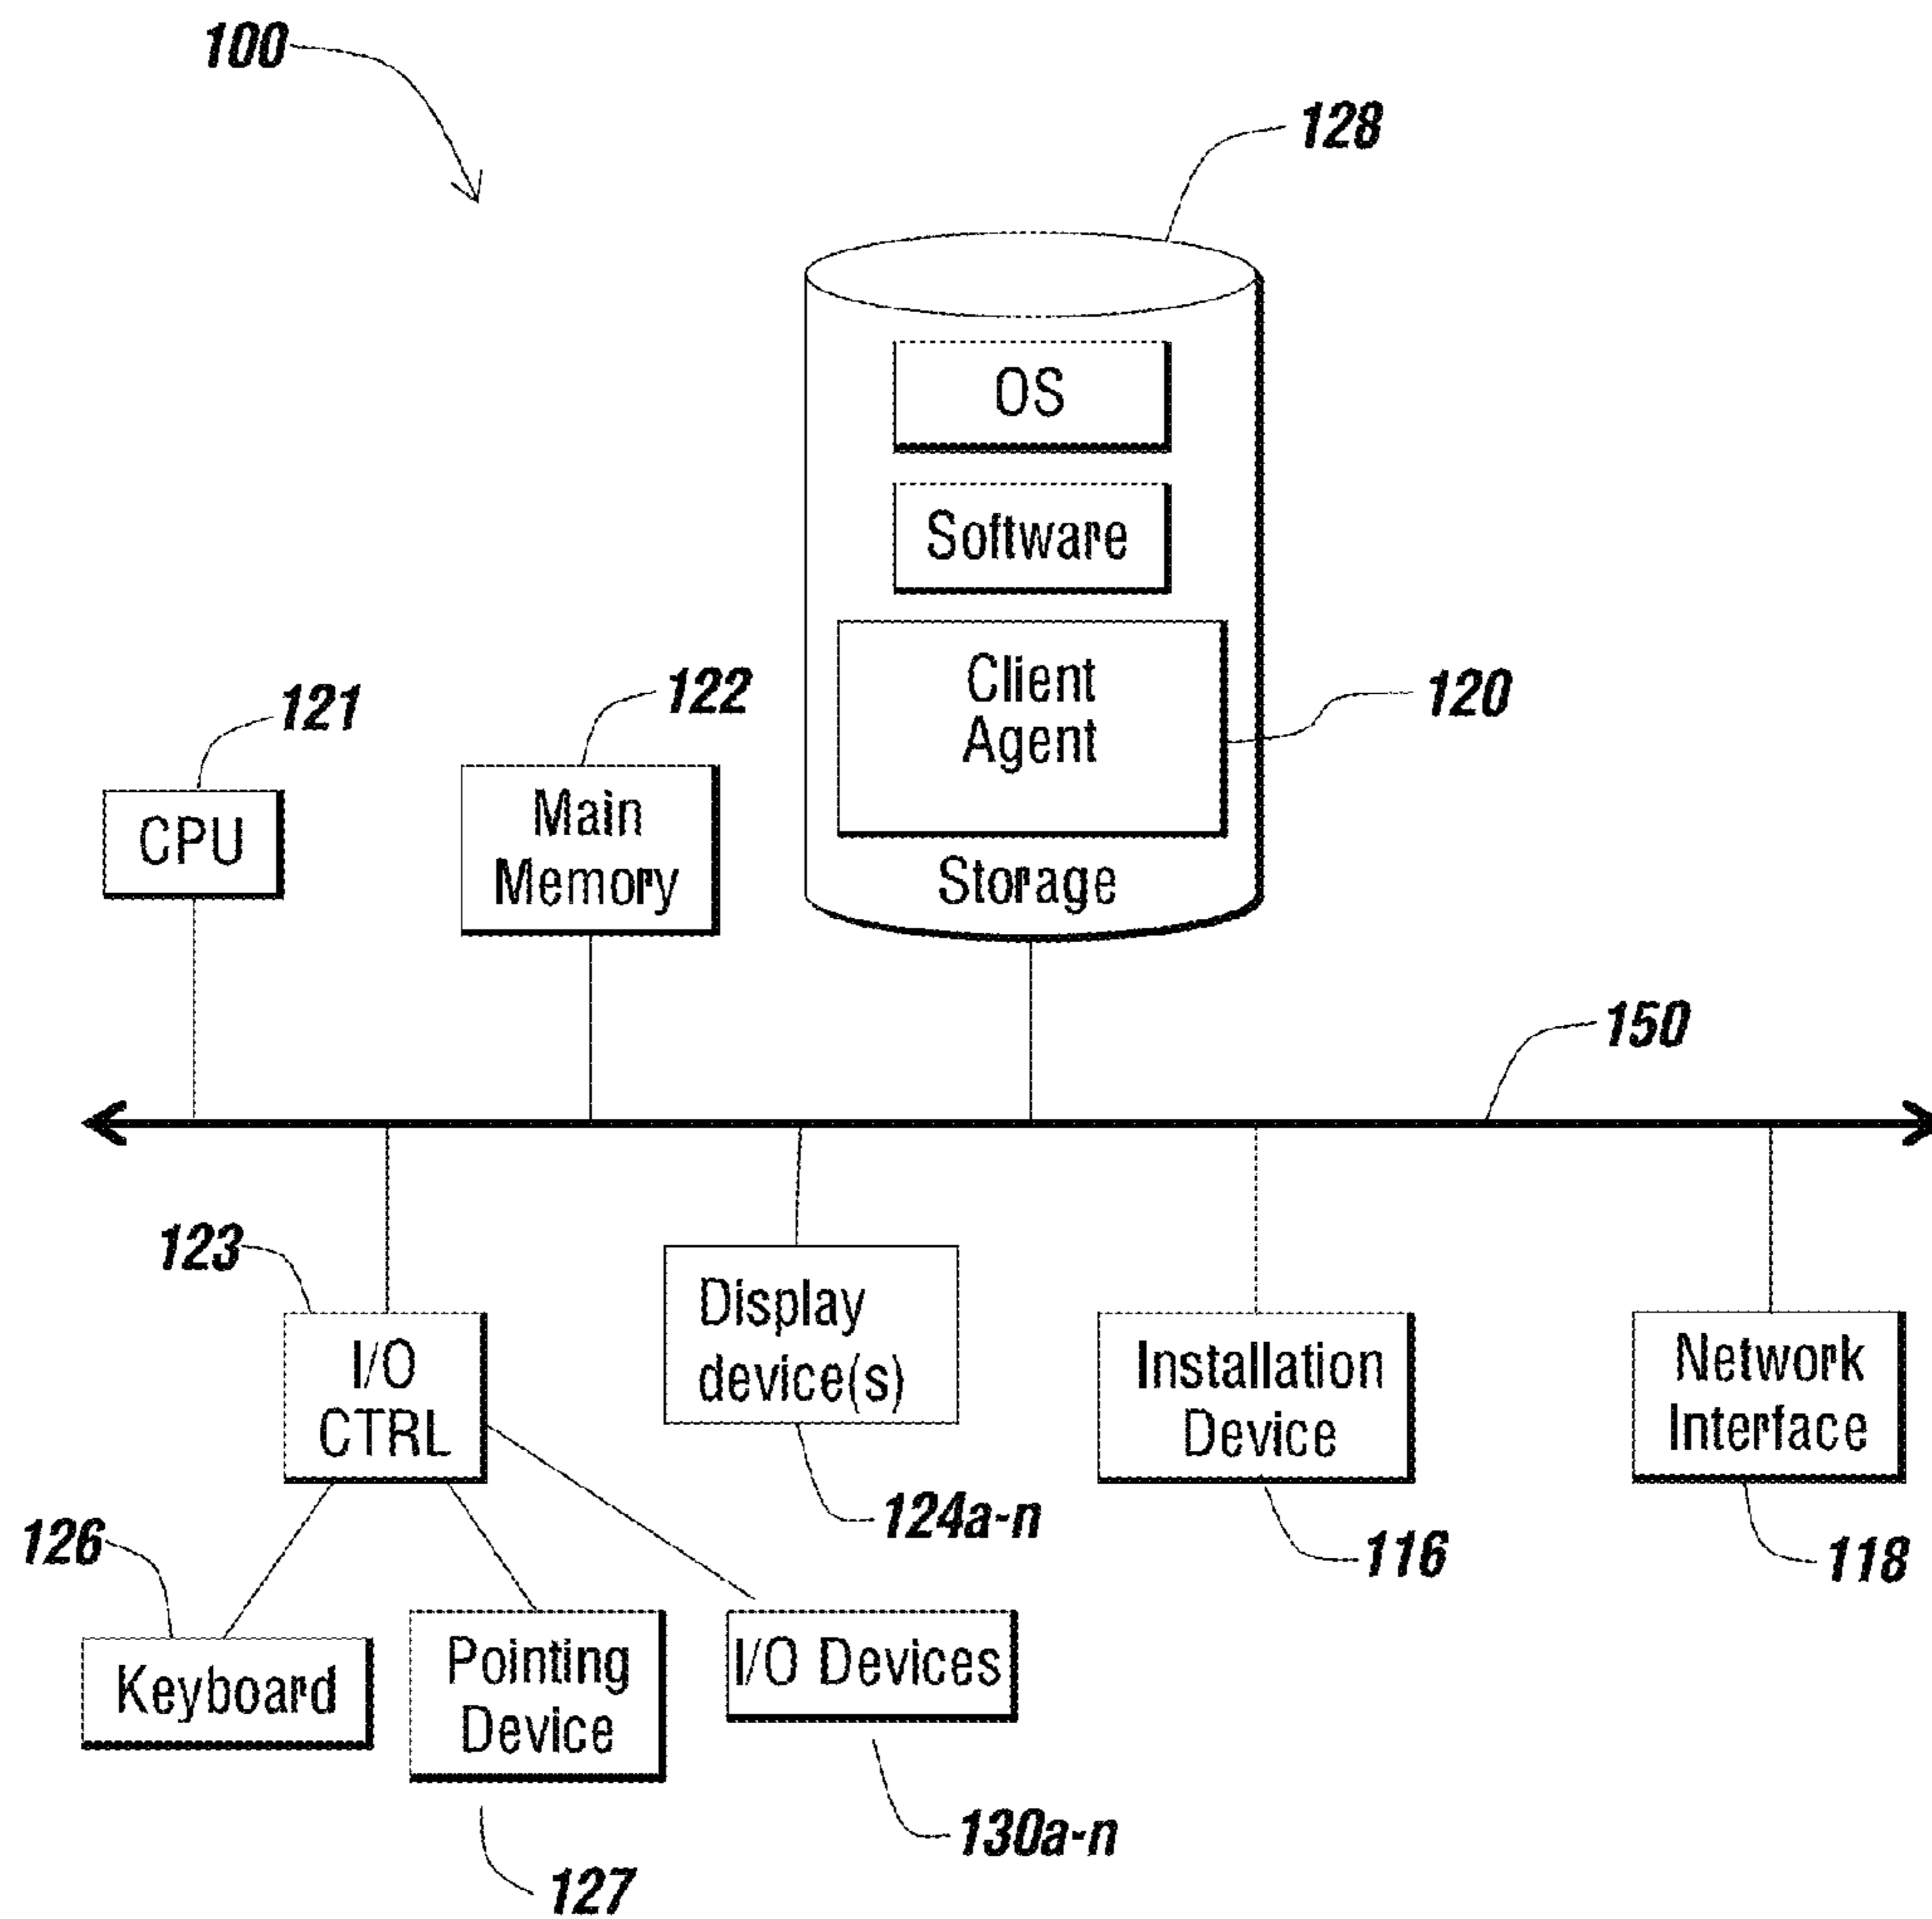 100
128
OS
Software
Client
Agent
120
Storage
121
CPU
122
Main
Memory
150
123
I/O
CTRL
Display
device(s)
124a-n
Installation
Device
116
Network
Interface
118
126
Keyboard
Pointing
Device
127
I/O Devices
130a-n